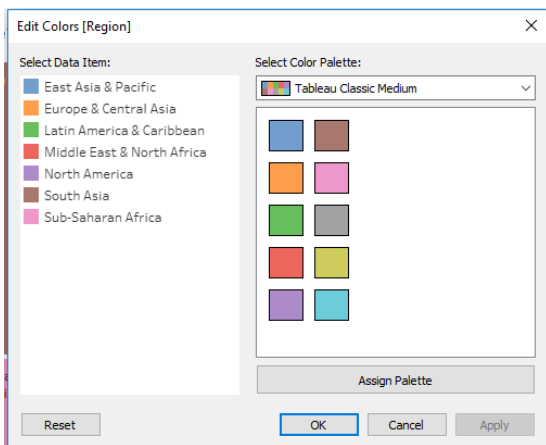 Edit Colors [Region]
Select Data Item:
East Asia & Pacific
Europe & Central Asia
Latin America & Caribbean
Middle East & North Africa
North America
South Asia
Sub-Saharan Africa
Select Color Palette:
Tableau Classic Medium
Assign Palette
Reset
OK
Cancel
Apply